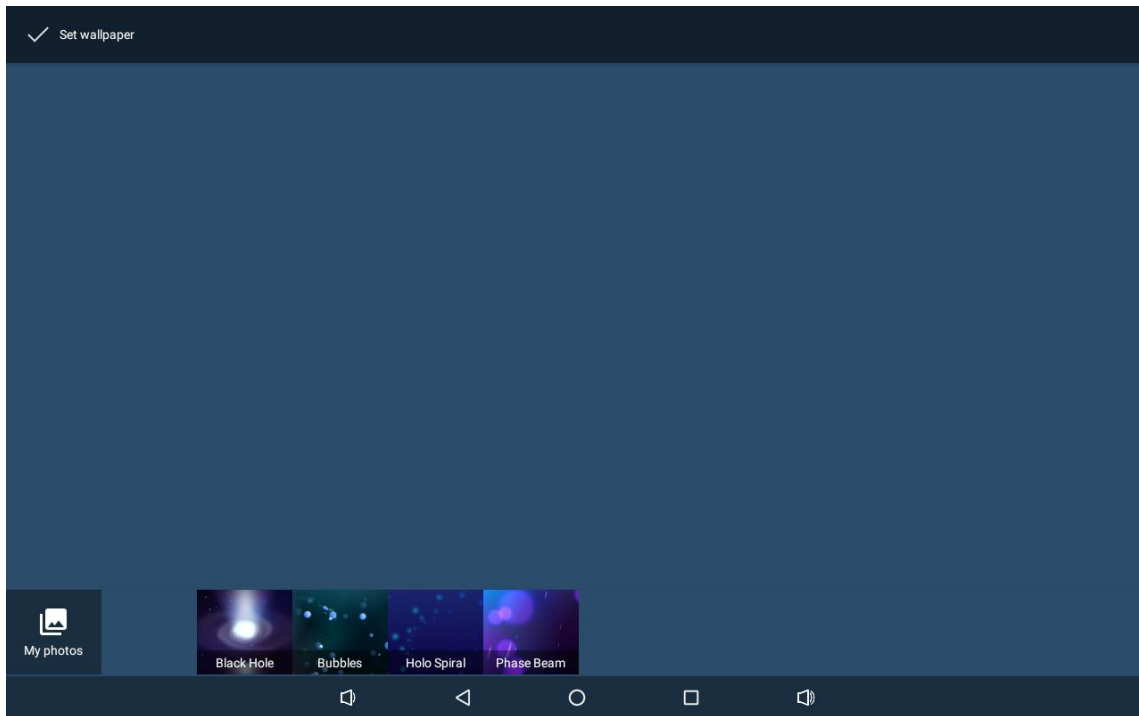 Set wallpaper
My photos
Black Hole
Bubbles
Holo Spiral
Phase Beam